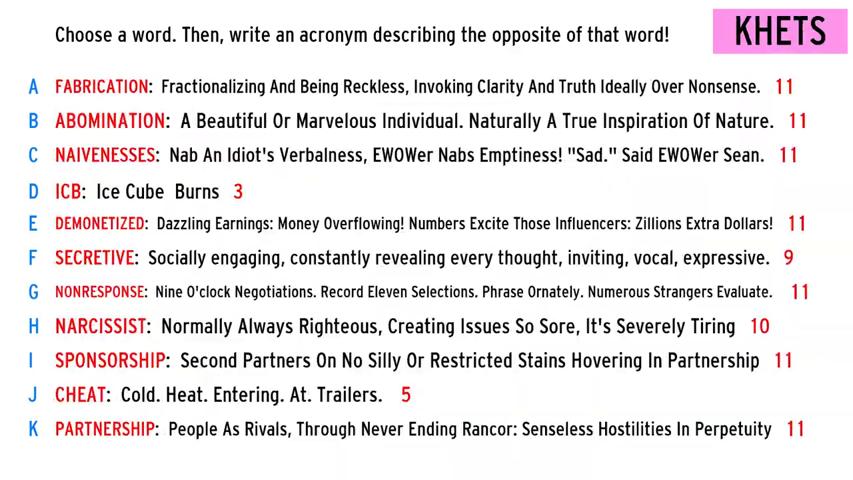 Choose a word. Then, write an acronym describing the opposite of that word!
KHETS
A FABRICATION: Fractionalizing And Being Reckless, Invoking Clarity And Truth Ideally Over Nonsense. 11
B ABOMINATION: A Beautiful Or Marvelous Individual. Naturally A True Inspiration Of Nature. 11
C NAIVENESSES: Nab An Idiot's Verbalness, EWOWer Nabs Emptiness! "Sad." Said EWOWer Sean. 11
D ICB: Ice Cube Burns 3
E DEMONETIZED: Dazzling Earnings: Money Overflowing! Numbers Excite Those Influencers: Zillions Extra Dollars! 11
F SECRETIVE: Socially engaging, constantly revealing every thought, inviting, vocal, expressive. 9
G NONRESPONSE: Nine O'clock Negotiations. Record Eleven Selections. Phrase Ornately. Numerous Strangers Evaluate. 11
H NARCISSIST: Normally Always Righteous, Creating Issues So Sore, It's Severely Tiring 10
I SPONSORSHIP: Second Partners On No Silly Or Restricted Stains Hovering In Partnership 11
J CHEAT: Cold. Heat. Entering. At. Trailers. 5
K PARTNERSHIP: People As Rivals, Through Never Ending Rancor: Senseless Hostilities In Perpetuity 11